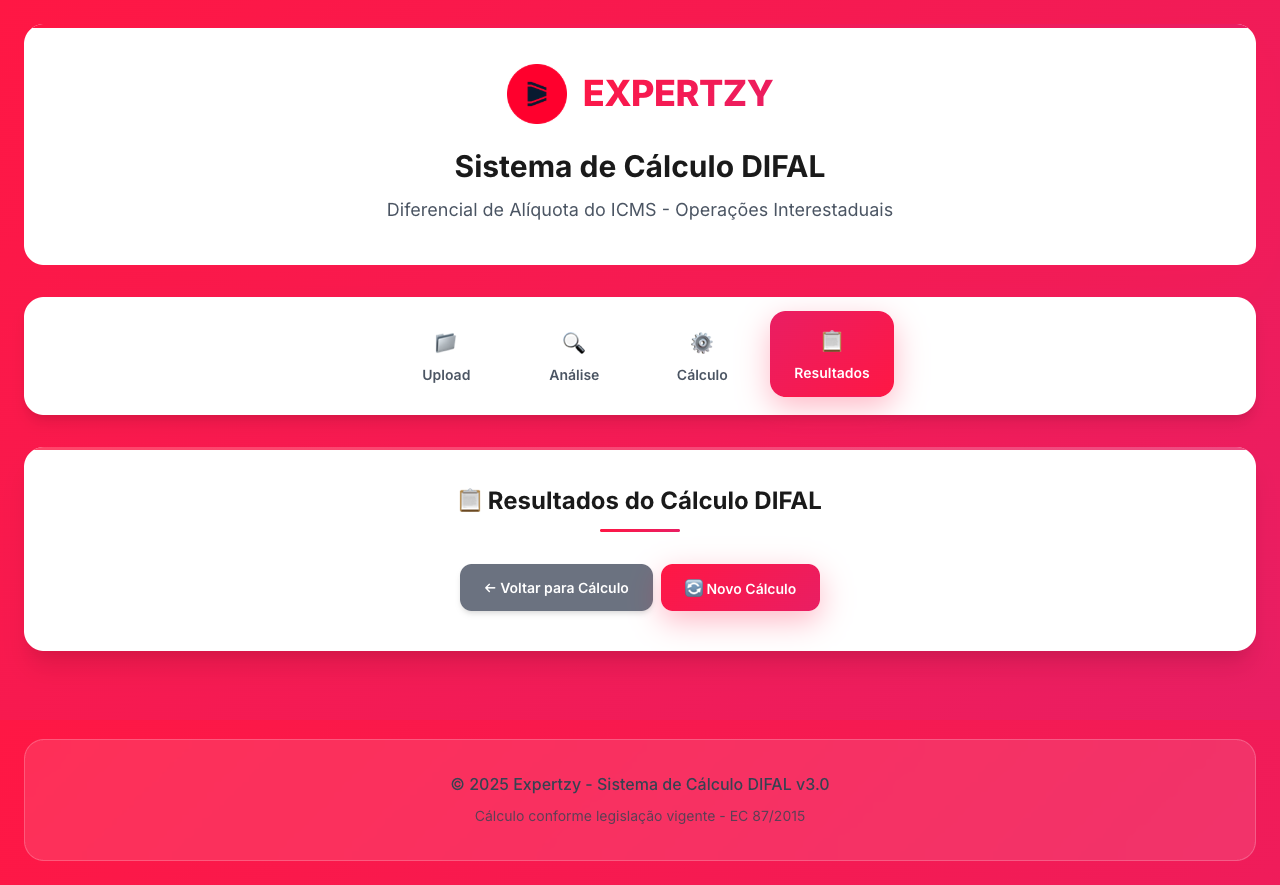 EXPERTZY
Sistema de Cálculo DIFAL
Diferencial de Alíquota do ICMS - Operações Interestaduais
Upload
Análise
Cálculo
Resultados
Resultados do Cálculo DIFAL
← Voltar para Cálculo
Novo Cálculo
© 2025 Expertzy - Sistema de Cálculo DIFAL v3.0
Cálculo conforme legislação vigente - EC 87/2015